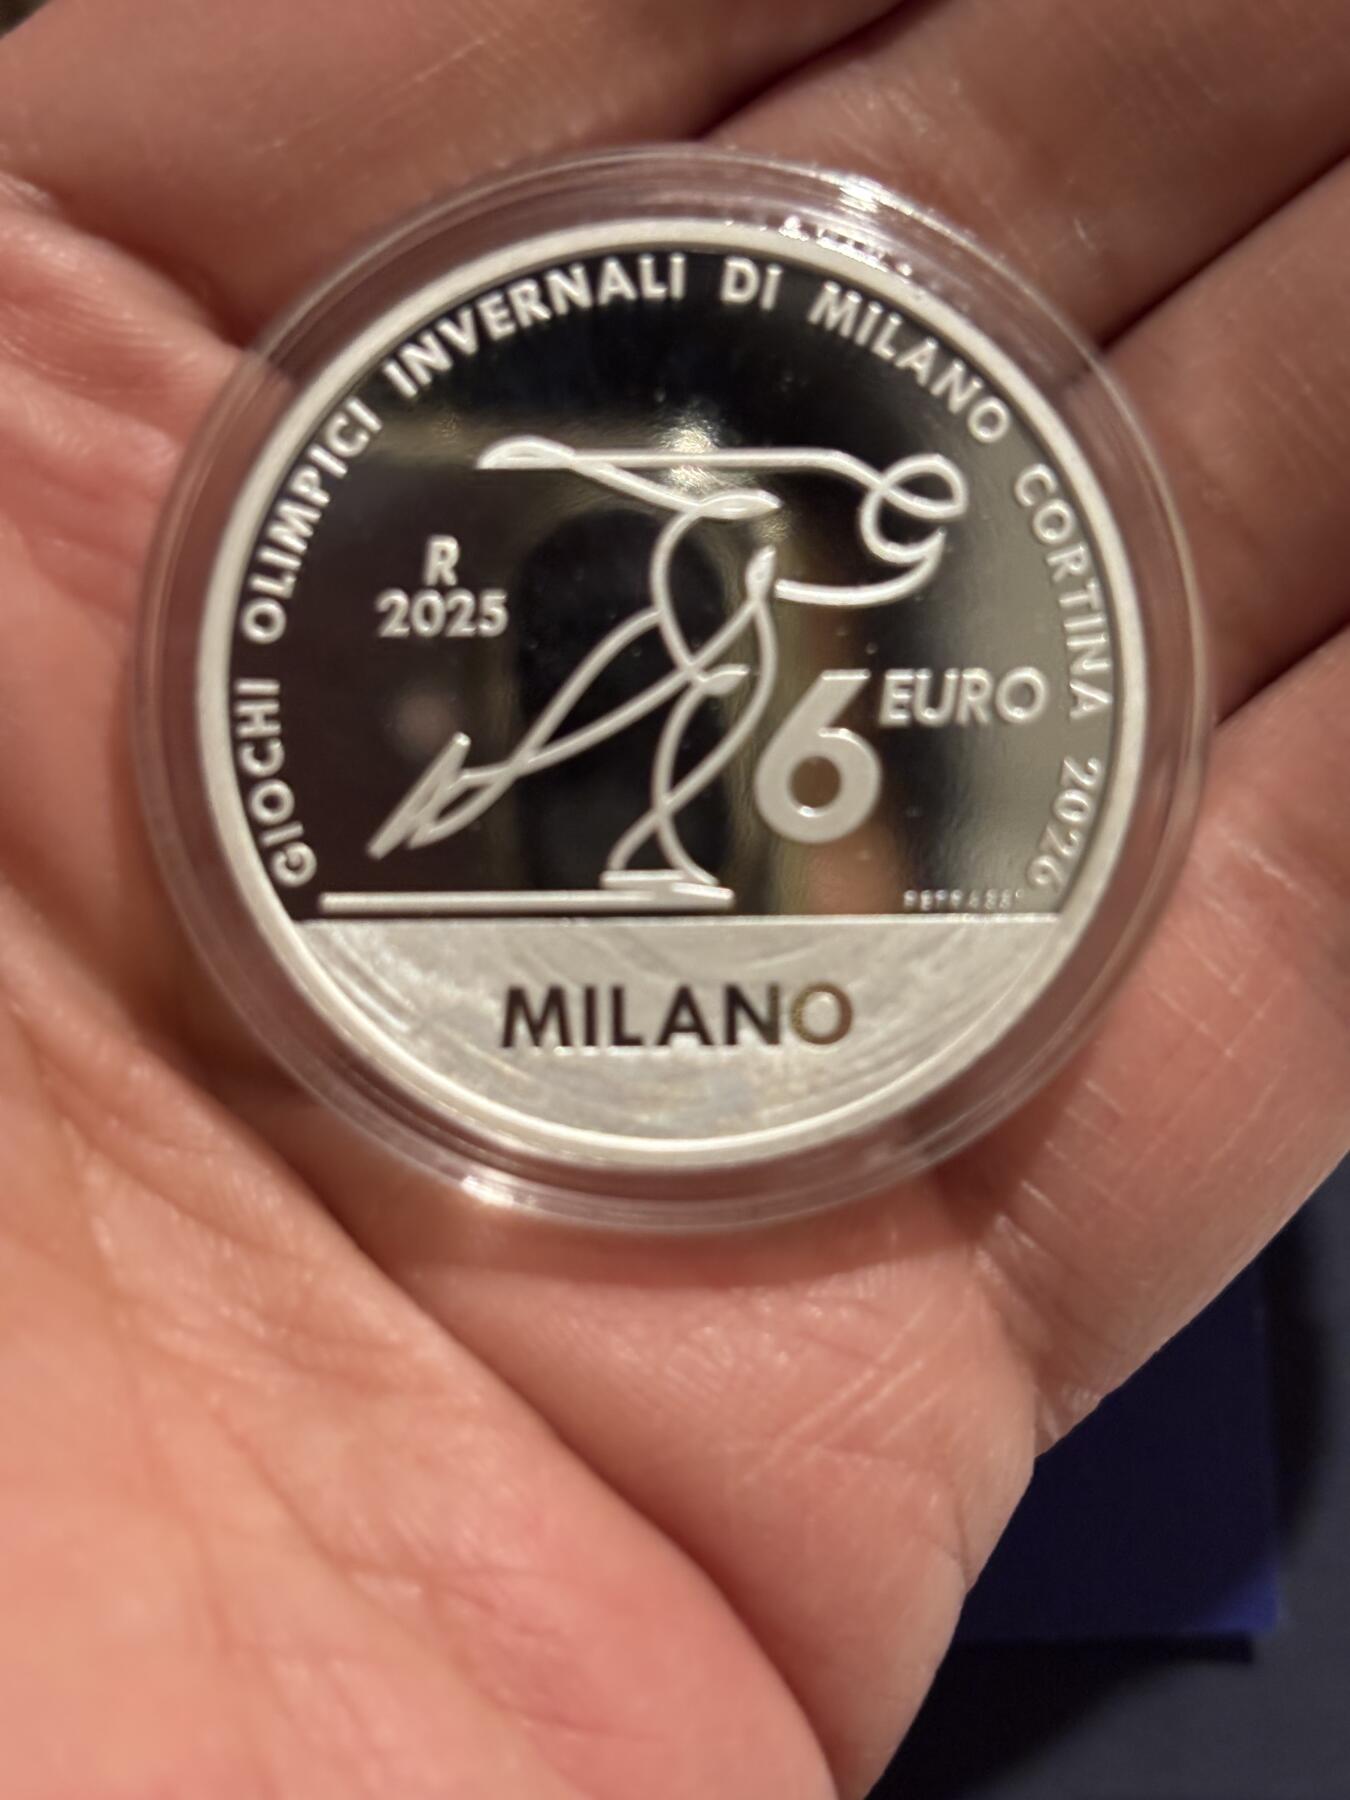 GIOCHI OLIMPICI INVERNALI DI MILANO CORTINA 2026
R
2025
6 EURO
MILANO